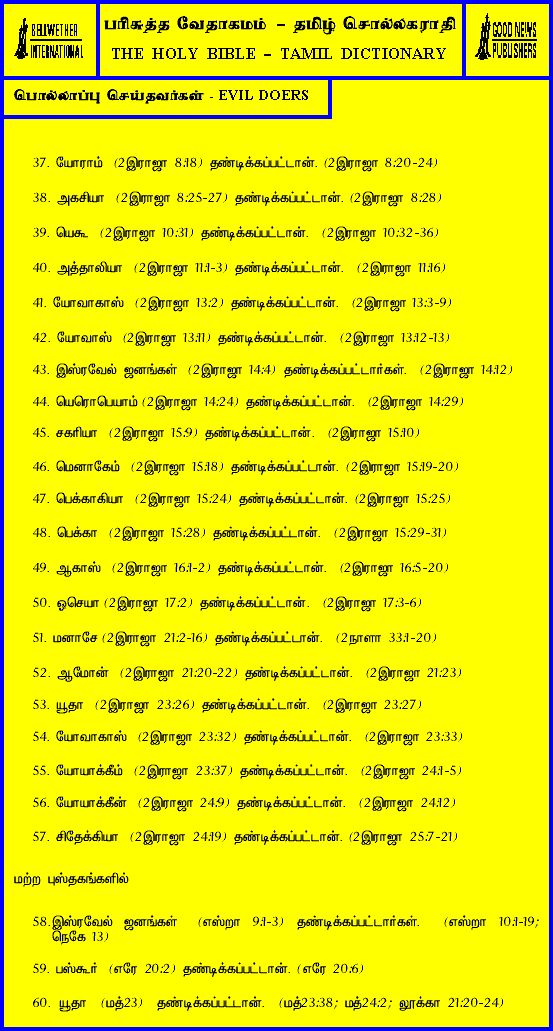 BELLWETHER
INTERNATIONAL
பரிசுத்த வேதாகமம் – தமிழ் சொல்லகராதி
THE HOLY BIBLE – TAMIL DICTIONARY
GOOD NEWS
PUBLISHERS
பொல்லாப்பு செய்தவர்கள் - EVIL DOERS
37. யோராம் (2இராஜா 8:18) தண்டிக்கப்பட்டான். (2இராஜா 8:20-24)
38. அகசியா (2இராஜா 8:25-27) தண்டிக்கப்பட்டான். (2இராஜா 8:28)
39. யெகூ (2இராஜா 10:31) தண்டிக்கப்பட்டான். (2இராஜா 10:32-36)
40. அத்தாலியா (2இராஜா 11:1-3) தண்டிக்கப்பட்டான். (2இராஜா 11:16)
41. யோவாகாஸ் (2இராஜா 13:2) தண்டிக்கப்பட்டான். (2இராஜா 13:3-9)
42. யோவாஸ் (2இராஜா 13:11) தண்டிக்கப்பட்டான். (2இராஜா 13:12-13)
43. இஸ்ரவேல் ஜனங்கள் (2இராஜா 14:4) தண்டிக்கப்பட்டார்கள். (2இராஜா 14:12)
44. யெரொபெயாம் (2இராஜா 14:24) தண்டிக்கப்பட்டான். (2இராஜா 14:29)
45. சகரியா (2இராஜா 15:9) தண்டிக்கப்பட்டான். (2இராஜா 15:10)
46. மெனாகேம் (2இராஜா 15:18) தண்டிக்கப்பட்டான். (2இராஜா 15:19-20)
47. பெக்காகியா (2இராஜா 15:24) தண்டிக்கப்பட்டான். (2இராஜா 15:25)
48. பெக்கா (2இராஜா 15:28) தண்டிக்கப்பட்டான். (2இராஜா 15:29-31)
49. ஆகாஸ் (2இராஜா 16:1-2) தண்டிக்கப்பட்டான். (2இராஜா 16:5-20)
50. ஓசெயா (2இராஜா 17:2) தண்டிக்கப்பட்டான். (2இராஜா 17:3-6)
51. மனாசே (2இராஜா 21:2-16) தண்டிக்கப்பட்டான். (2நாளா 33:1-20)
52. ஆமோன் (2இராஜா 21:20-22) தண்டிக்கப்பட்டான். (2இராஜா 21:23)
53. யூதா (2இராஜா 23:26) தண்டிக்கப்பட்டான். (2இராஜா 23:27)
54. யோவாகாஸ் (2இராஜா 23:32) தண்டிக்கப்பட்டான். (2இராஜா 23:33)
55. யோயாக்கீம் (2இராஜா 23:37) தண்டிக்கப்பட்டான். (2இராஜா 24:1-5)
56. யோயாக்கீன் (2இராஜா 24:9) தண்டிக்கப்பட்டான். (2இராஜா 24:12)
57. சிதேக்கியா (2இராஜா 24:19) தண்டிக்கப்பட்டான். (2இராஜா 25:7-21)
மற்ற புஸ்தகங்களில்
58.இஸ்ரவேல் ஜனங்கள் (எஸ்றா 9:1-3) தண்டிக்கப்பட்டார்கள். (எஸ்றா 10:1-19;
நெகே 13)
59. பஸ்கூர் (எரே 20:2) தண்டிக்கப்பட்டான். (எரே 20:6)
60. யூதா (மத்23) தண்டிக்கப்பட்டான். (மத்23:38; மத்24:2; லூக்கா 21:20-24)